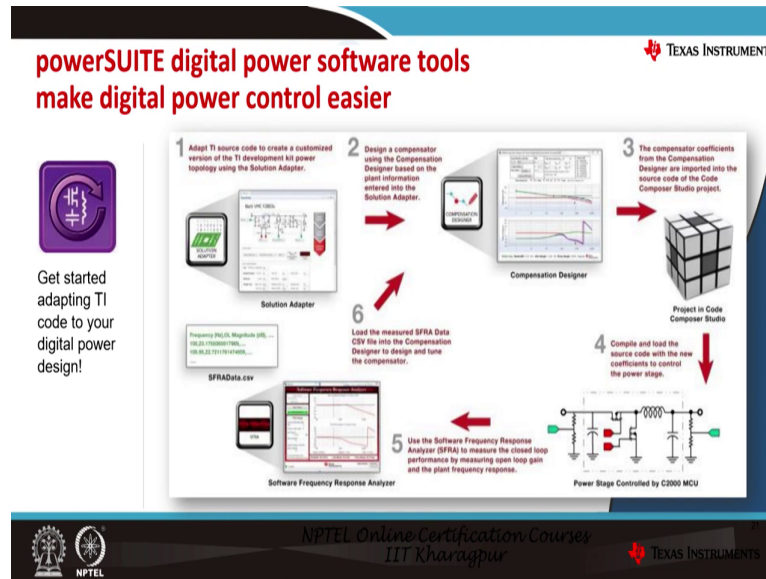 powerSUITE digital power software tools
make digital power control easier
TEXAS INSTRUMENT
Get started
adapting TI
code to your
digital power
design!
1
Adapt TI source code to create a customized
version of the TI development kit power
topology using the Solution Adapter.
SOLUTION
ADAPTER
Solution Adapter
2
Design a compensator
using the Compensation
Designer based on the
plant information
entered into the
Solution Adapter.
COMPENSATION
DESIGNER
Compensation Designer
3
The compensator coefficients
from the Compensation
Designer are imported into the
source code of the Code
Composer Studio project.
Project in Code
Composer Studio
4
Compile and load the
source code with the new
coefficients to control
the power stage.
Power Stage Controlled by C2000 MCU
5
Use the Software Frequency Response
Analyzer (SFRA) to measure the closed loop
performance by measuring open loop gain
and the plant frequency response.
SFRA
Software Frequency Response Analyzer
Software Frequency Response Analyzer
6
Load the measured SFRA Data
CSV file into the Compensation
Designer to design and tune
the compensator.
SFRAData.csv
NPTEL
NPTEL Online Certification Courses
IIT Kharagpur
TEXAS INSTRUMENTS